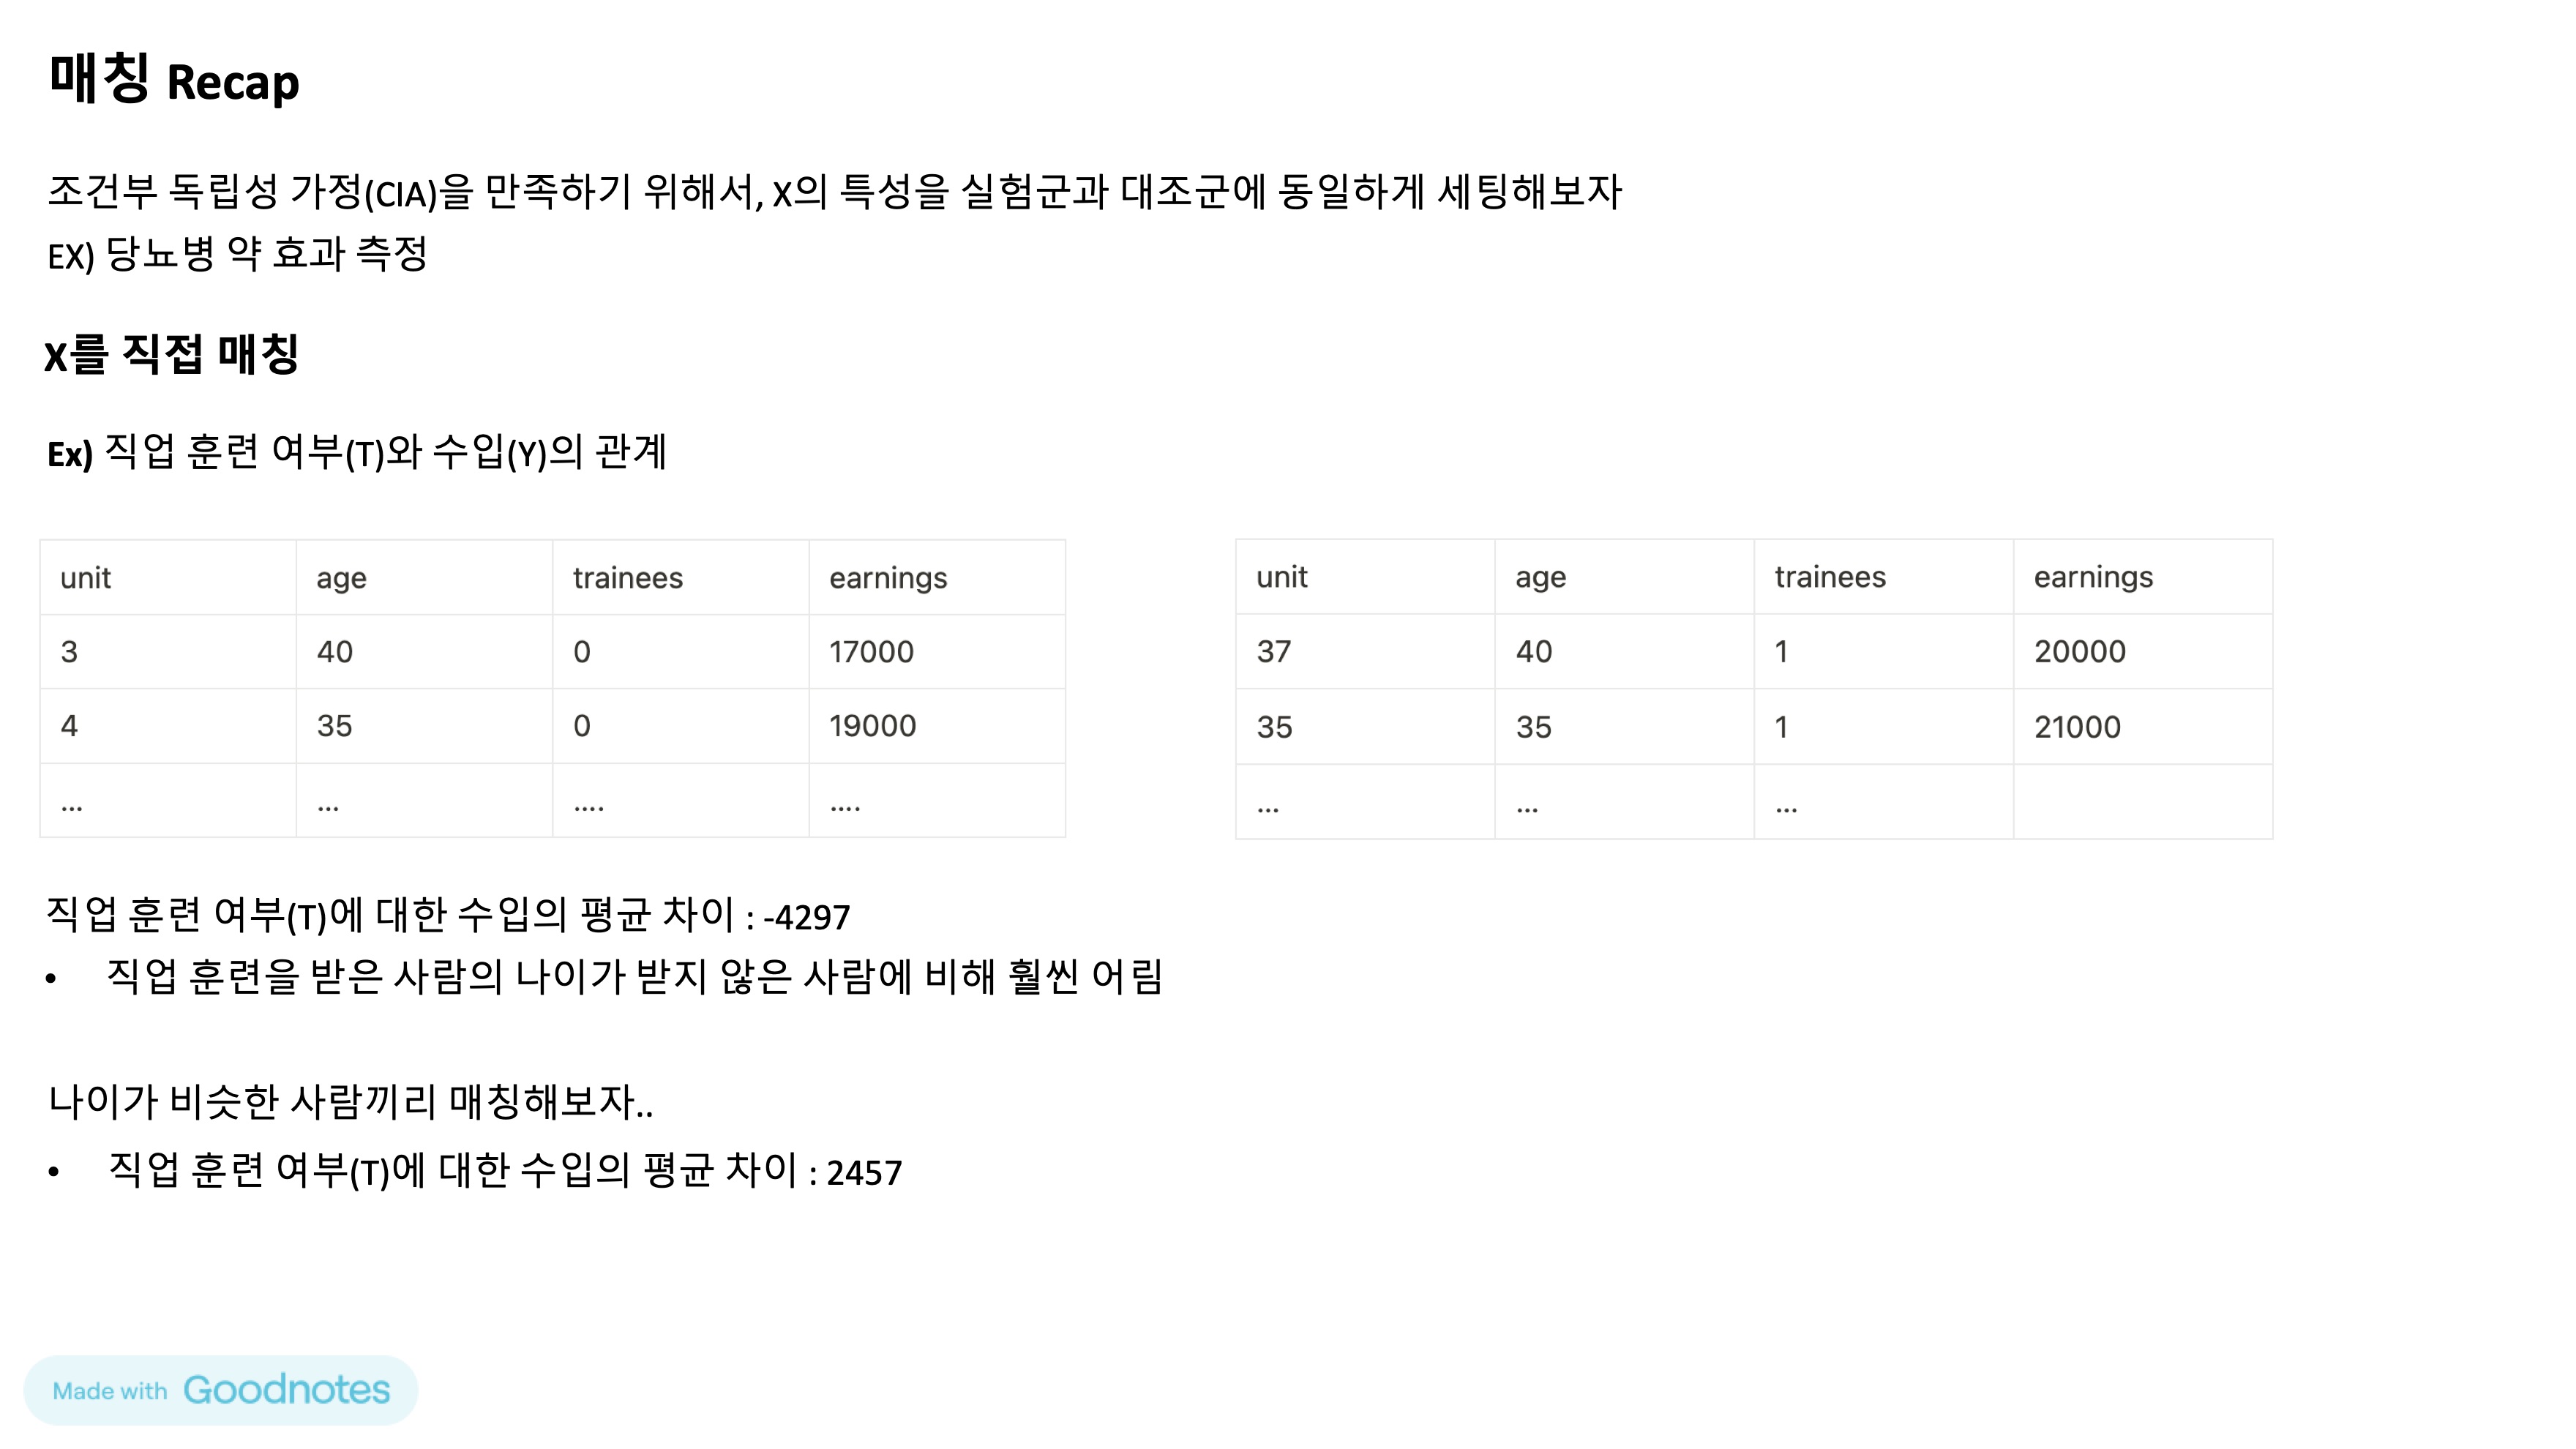 매칭 Recap
조건부 독립성 가정(CIA)을 만족하기 위해서, X의 특성을 실험군과 대조군에 동일하게 세팅해보자
EX) 당뇨병 약 효과 측정
X를 직접 매칭
Ex) 직업 훈련 여부(T)와 수입(Y)의 관계
unit age trainees earnings
3 40 0 17000
4 35 0 19000
... ... .... ....
unit age trainees earnings
37 40 1 20000
35 35 1 21000
... ... ...
직업 훈련 여부(T)에 대한 수입의 평균 차이 : -4297
• 직업 훈련을 받은 사람의 나이가 받지 않은 사람에 비해 훨씬 어림
나이가 비슷한 사람끼리 매칭해보자..
• 직업 훈련 여부(T)에 대한 수입의 평균 차이 : 2457
Made with Goodnotes